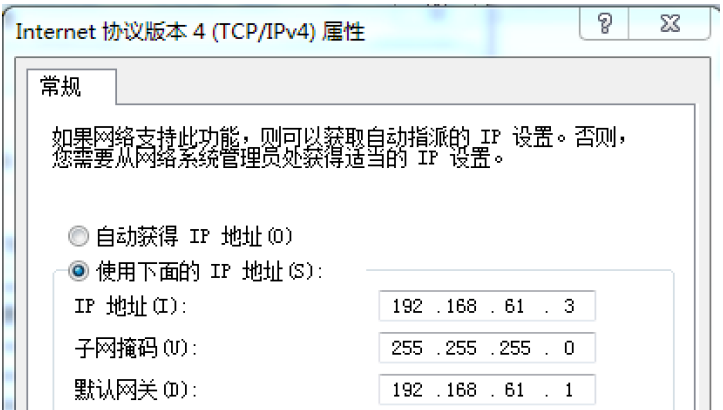 Internet 协议版本 4 (TCP/IPv4) 属性
常规
如果网络支持此功能，则可以获取自动指派的 IP 设置。否则，
您需要从网络系统管理员处获得适当的 IP 设置。
自动获得 IP 地址(O)
使用下面的 IP 地址(S):
IP 地址(I): 192 .168 . 61 . 3
子网掩码(U): 255 .255 .255 . 0
默认网关(D): 192 .168 . 61 . 1